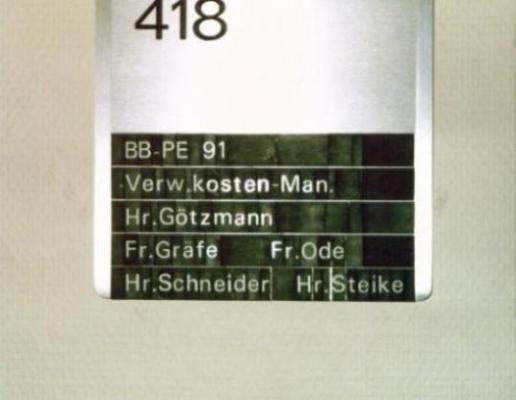 418
BB-PE 91
Verw.kosten-Man.
Hr.Götzmann
Fr.Gräfe Fr.Ode
Hr.Schneider Hr.Steike